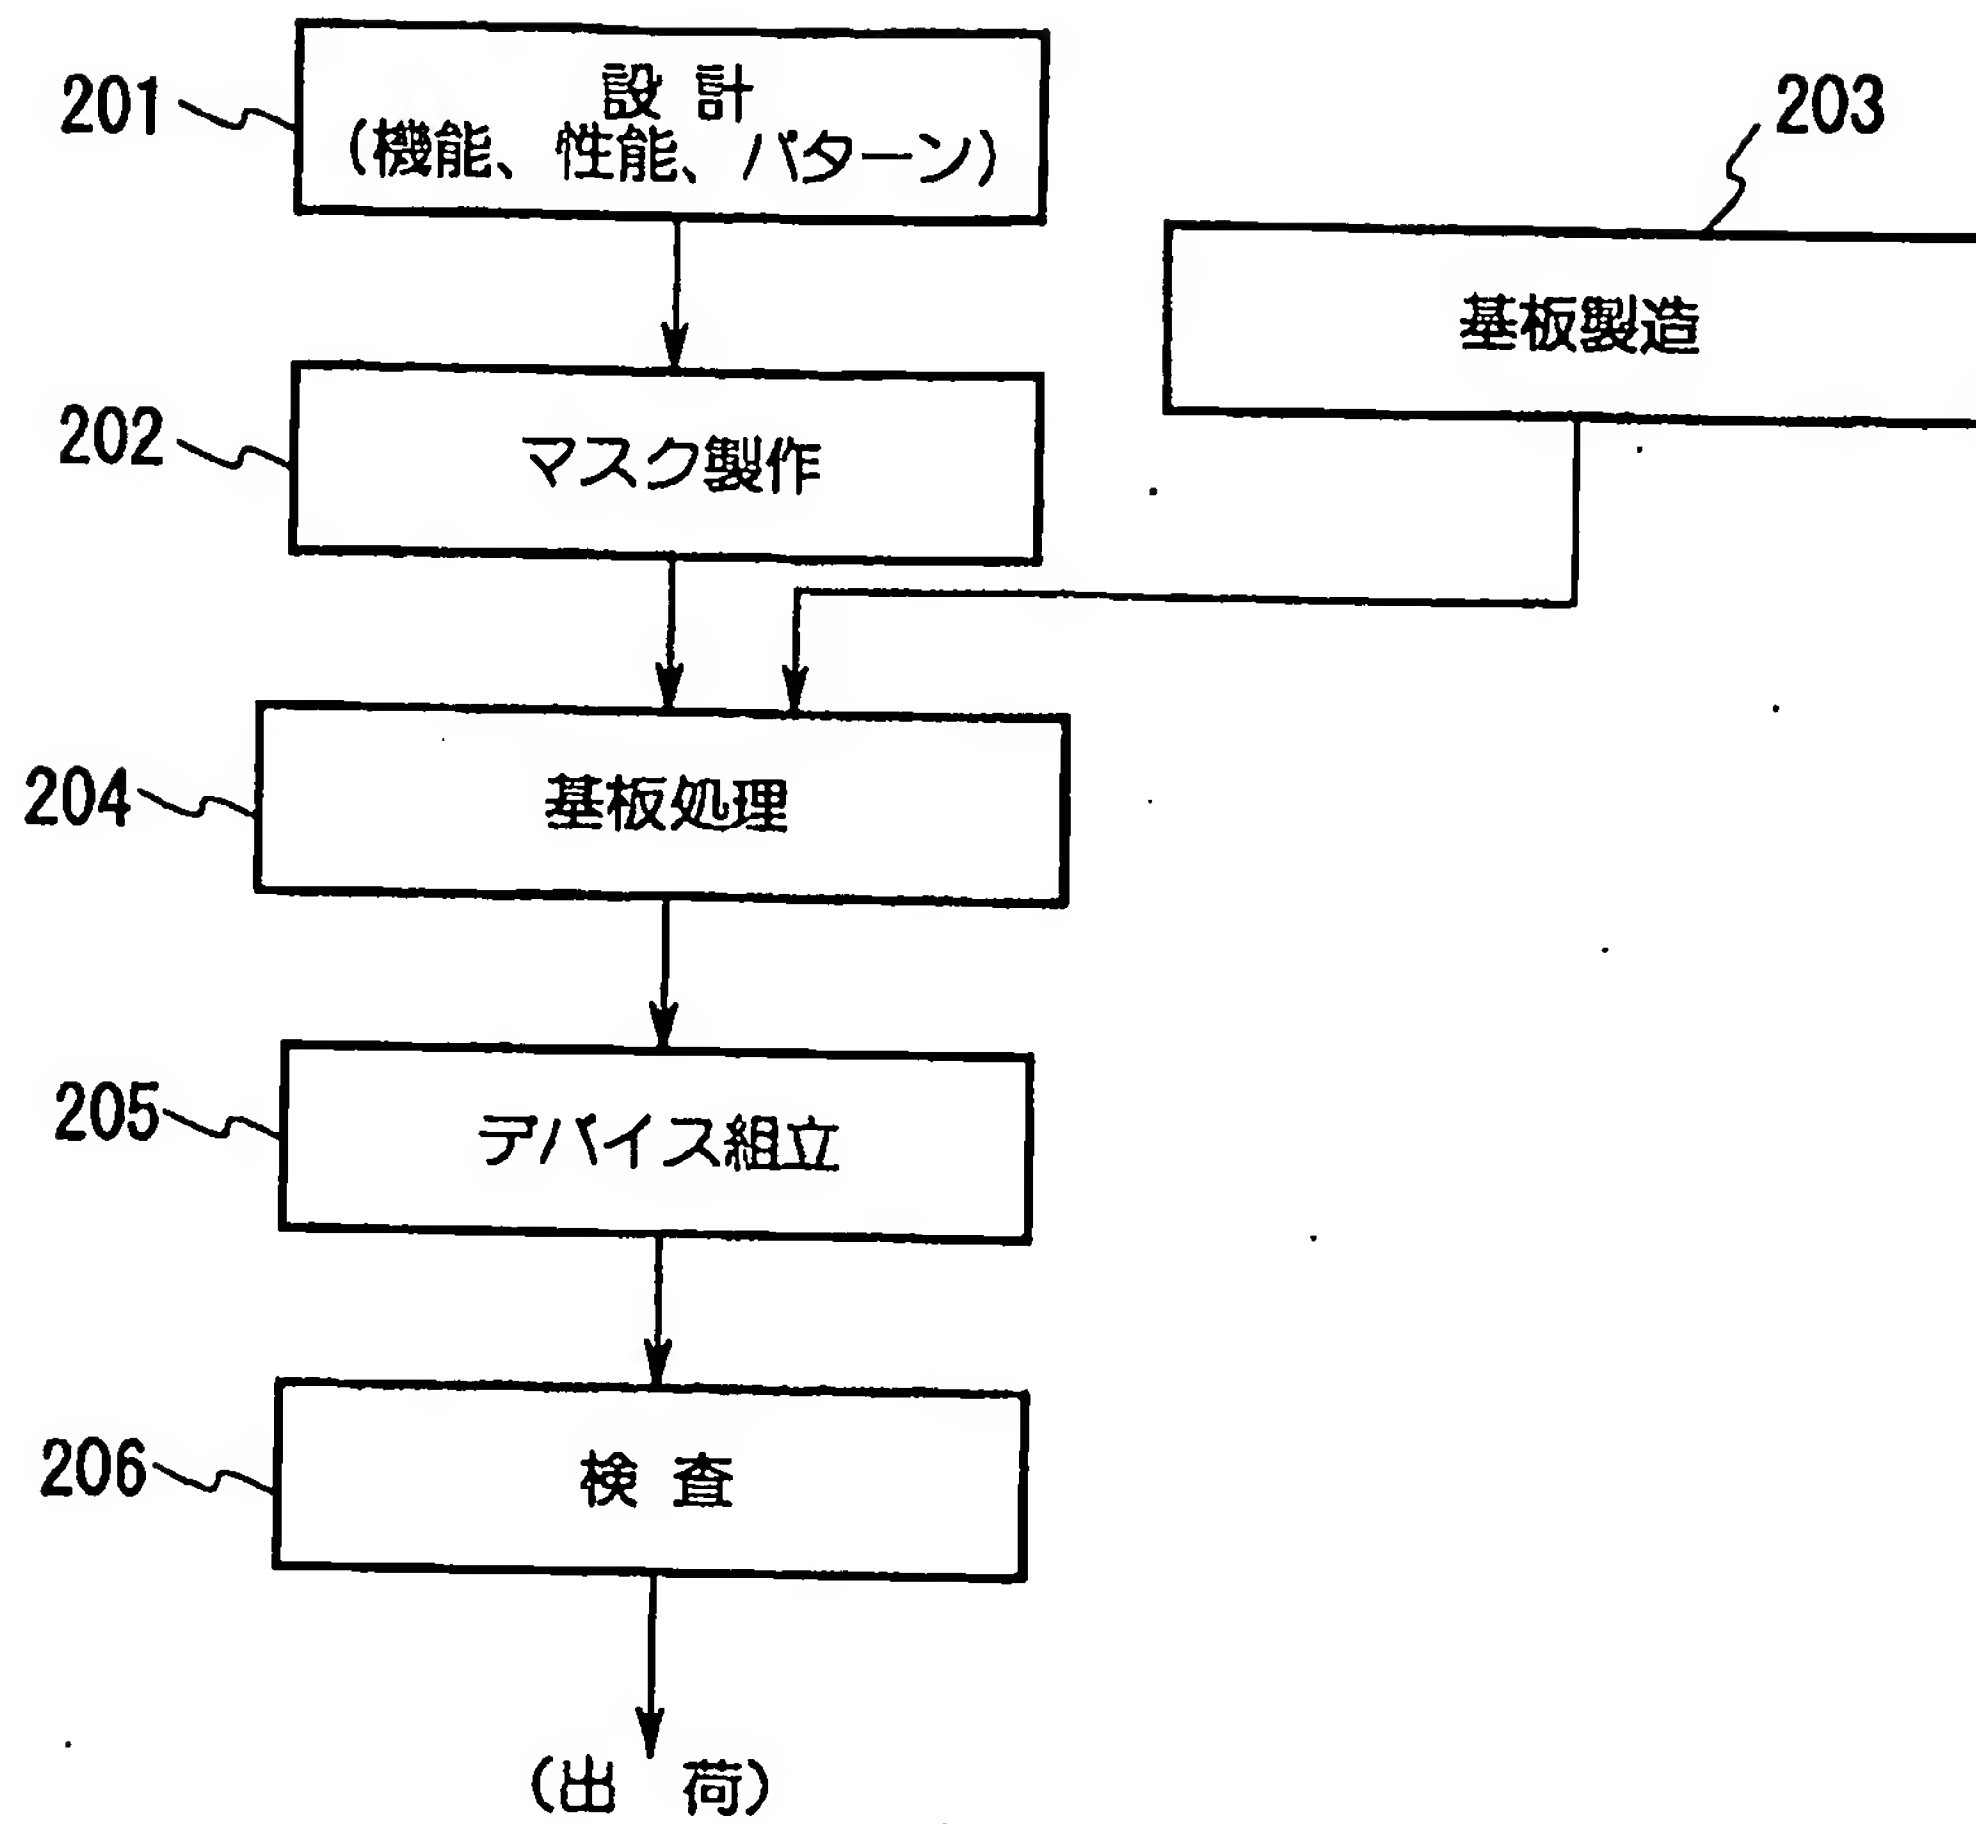 201
設 計
(機能、性能、パターン)
203
基板製造
202
マスク製作
204
基板処理
205
デバイス組立
206
検 査
(出 荷)